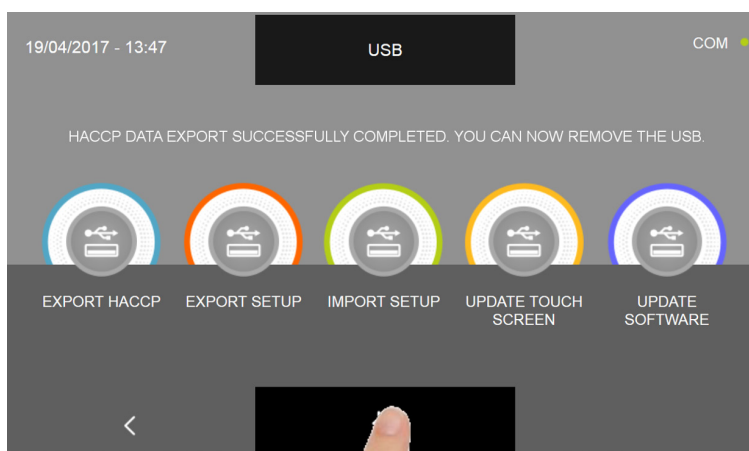 19/04/2017 - 13:47
USB
COM
HACCP DATA EXPORT SUCCESSFULLY COMPLETED. YOU CAN NOW REMOVE THE USB.
EXPORT HACCP
EXPORT SETUP
IMPORT SETUP
UPDATE TOUCH
SCREEN
UPDATE
SOFTWARE